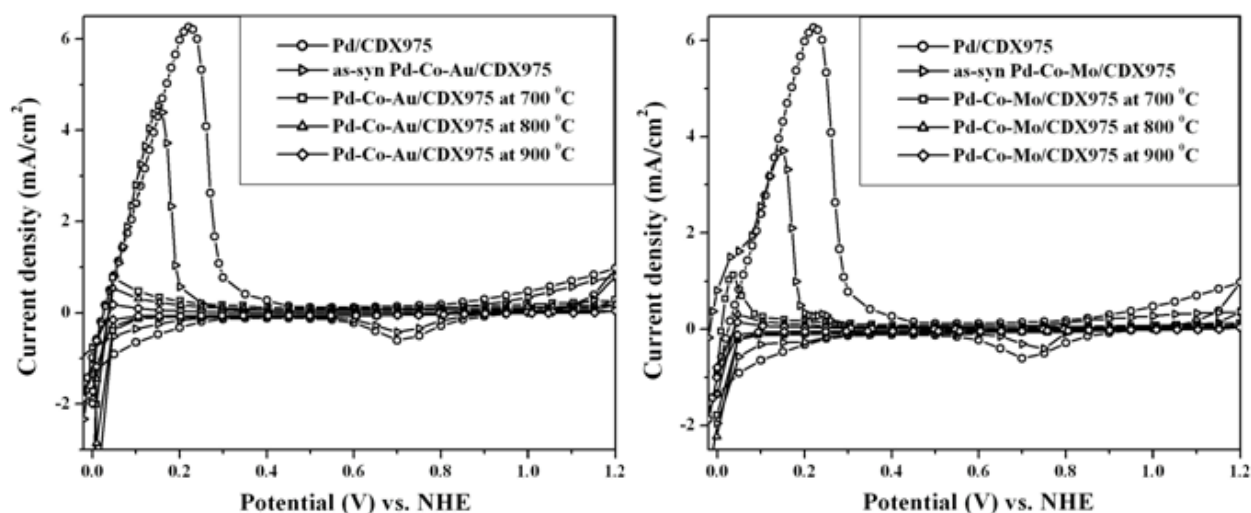 6
4
2
0
-2
Current density (mA/cm²)
Pd/CDX975
as-syn Pd-Co-Au/CDX975
Pd-Co-Au/CDX975 at 700 °C
Pd-Co-Au/CDX975 at 800 °C
Pd-Co-Au/CDX975 at 900 °C
0.0 0.2 0.4 0.6 0.8 1.0 1.2
Potential (V) vs. NHE
6
4
2
0
-2
Current density (mA/cm²)
Pd/CDX975
as-syn Pd-Co-Mo/CDX975
Pd-Co-Mo/CDX975 at 700 °C
Pd-Co-Mo/CDX975 at 800 °C
Pd-Co-Mo/CDX975 at 900 °C
0.0 0.2 0.4 0.6 0.8 1.0 1.2
Potential (V) vs. NHE